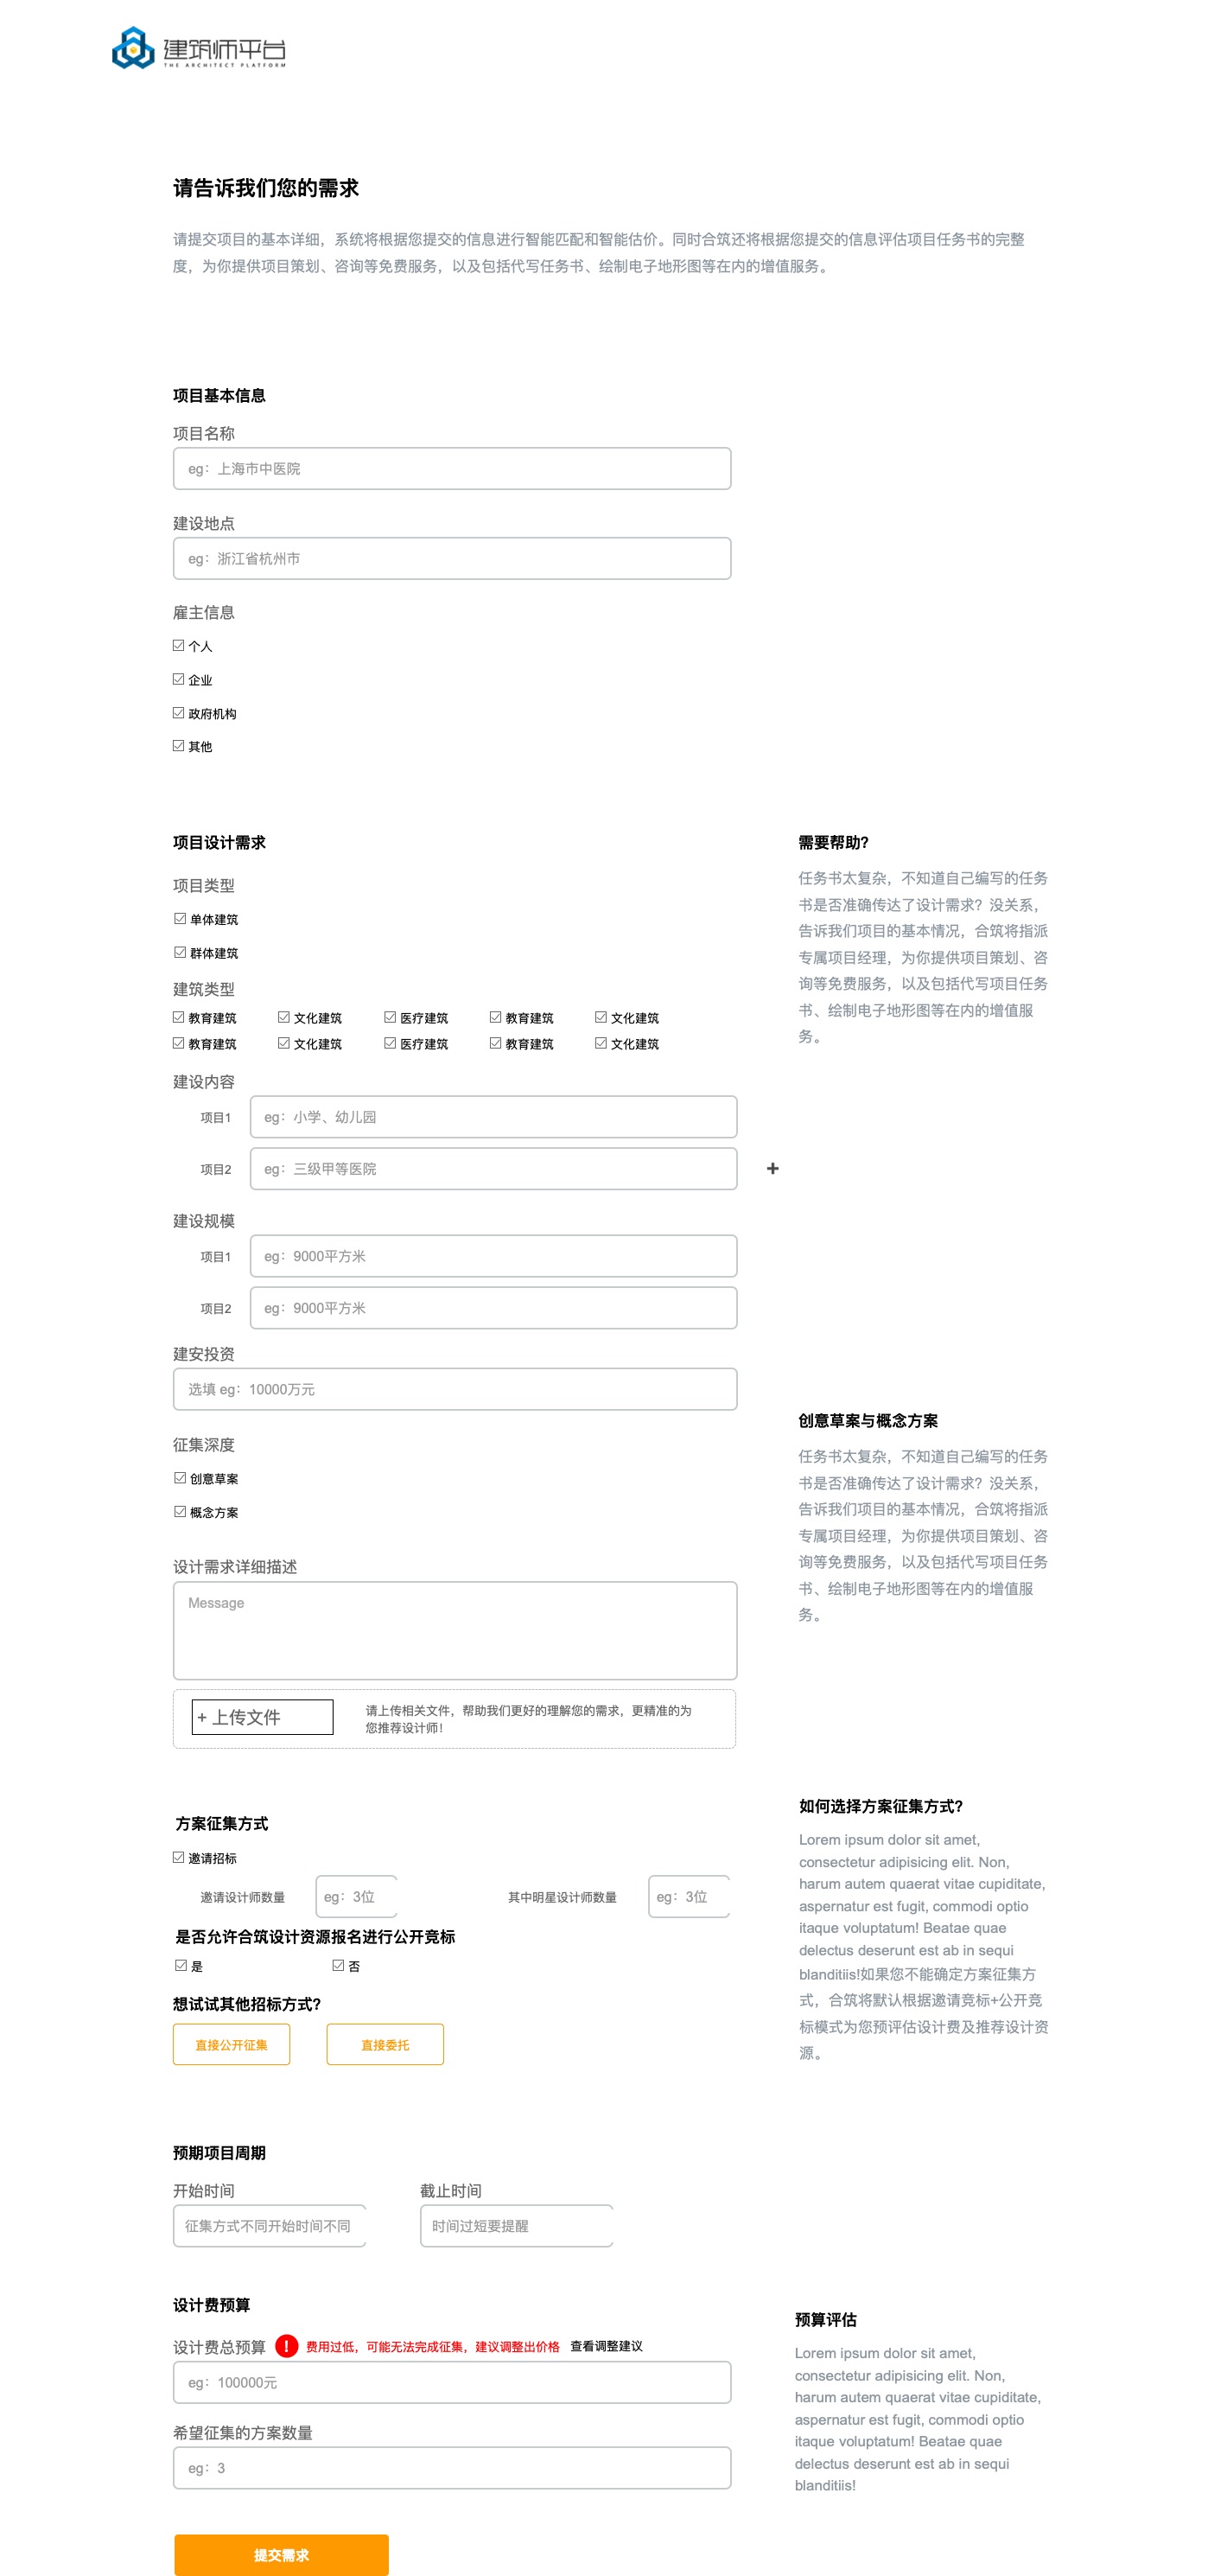 建筑师平台
THE ARCHITECT PLATFORM
请告诉我们您的需求
请提交项目的基本详细，系统将根据您提交的信息进行智能匹配和智能估价。同时合筑还将根据您提交的信息评估项目任务书的完整
度，为你提供项目策划、咨询等免费服务，以及包括代写任务书、绘制电子地形图等在内的增值服务。
项目基本信息
项目名称
eg：上海市中医院
建设地点
eg：浙江省杭州市
雇主信息
个人
企业
政府机构
其他
项目设计需求
项目类型
单体建筑
群体建筑
建筑类型
教育建筑 文化建筑 医疗建筑 教育建筑 文化建筑
教育建筑 文化建筑 医疗建筑 教育建筑 文化建筑
建设内容
项目1 eg：小学、幼儿园
项目2 eg：三级甲等医院 +
建设规模
项目1 eg：9000平方米
项目2 eg：9000平方米
建安投资
选填 eg：10000万元
征集深度
创意草案
概念方案
设计需求详细描述
Message
+ 上传文件
请上传相关文件，帮助我们更好的理解您的需求，更精准的为
您推荐设计师！
需要帮助?
任务书太复杂，不知道自己编写的任务
书是否准确传达了设计需求？没关系，
告诉我们项目的基本情况，合筑将指派
专属项目经理，为你提供项目策划、咨
询等免费服务，以及包括代写项目任务
书、绘制电子地形图等在内的增值服
务。
创意草案与概念方案
任务书太复杂，不知道自己编写的任务
书是否准确传达了设计需求？没关系，
告诉我们项目的基本情况，合筑将指派
专属项目经理，为你提供项目策划、咨
询等免费服务，以及包括代写项目任务
书、绘制电子地形图等在内的增值服
务。
方案征集方式
邀请招标
邀请设计师数量 eg：3位 其中明星设计师数量 eg：3位
是否允许合筑设计资源报名进行公开竞标
是 否
想试试其他招标方式?
直接公开征集 直接委托
如何选择方案征集方式?
Lorem ipsum dolor sit amet,
consectetur adipisicing elit. Non,
harum autem quaerat vitae cupiditate,
aspernatur est fugit, commodi optio
itaque voluptatum! Beatae quae
delectus deserunt est ab in sequi
blanditiis!如果您不能确定方案征集方
式，合筑将默认根据邀请竞标+公开竞
标模式为您预评估设计费及推荐设计资
源。
预期项目周期
开始时间 截止时间
征集方式不同开始时间不同 时间过短要提醒
设计费预算
设计费总预算 ! 费用过低，可能无法完成征集，建议调整出价格 查看调整建议
eg：100000元
希望征集的方案数量
eg：3
预算评估
Lorem ipsum dolor sit amet,
consectetur adipisicing elit. Non,
harum autem quaerat vitae cupiditate,
aspernatur est fugit, commodi optio
itaque voluptatum! Beatae quae
delectus deserunt est ab in sequi
blanditiis!
提交需求